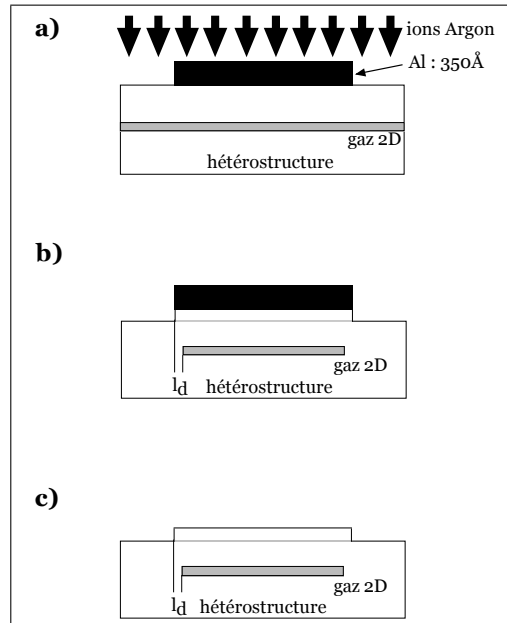 a)
ions Argon
Al : 350Å
gaz 2D
hétérostructure
b)
gaz 2D
ld
hétérostructure
c)
gaz 2D
ld
hétérostructure